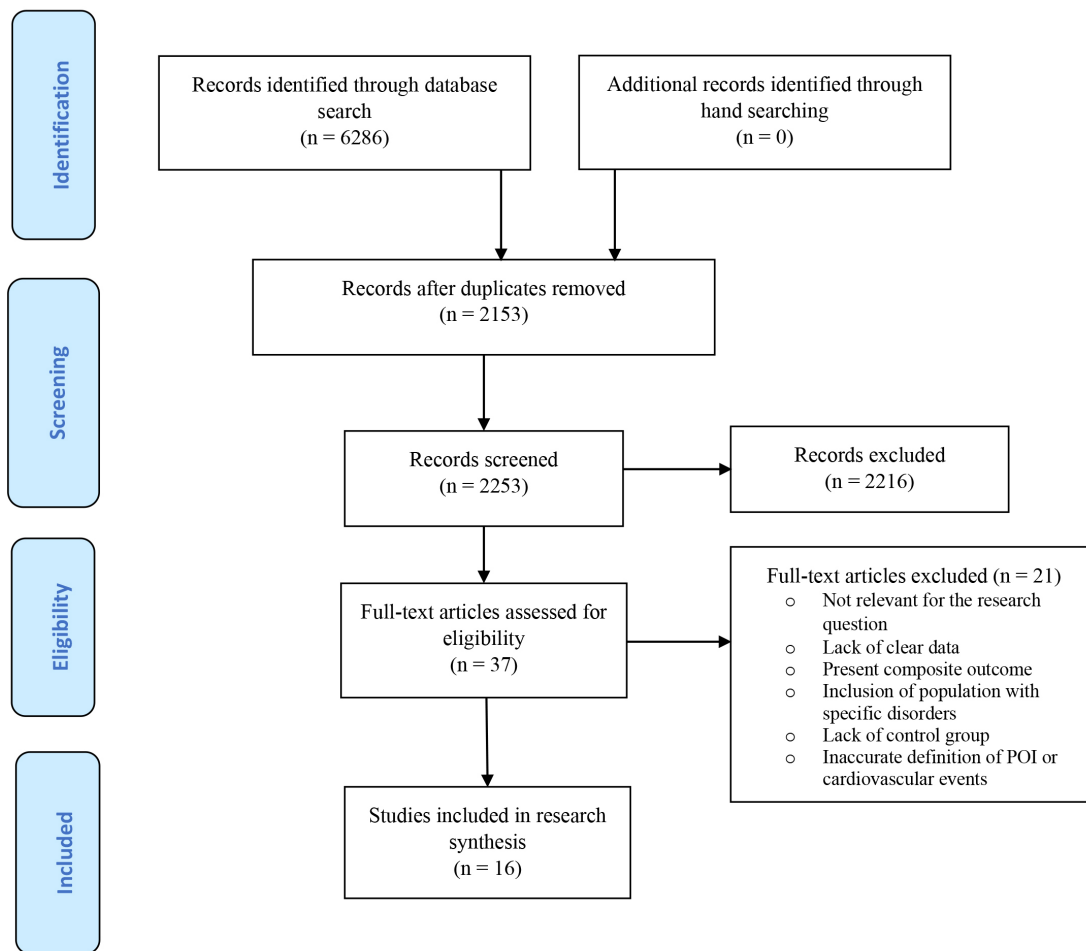 Identification
Records identified through database
search
(n = 6286)
Additional records identified through
hand searching
(n = 0)
Screening
Records after duplicates removed
(n = 2153)
Records screened
(n = 2253)
Records excluded
(n = 2216)
Eligibility
Full-text articles assessed for
eligibility
(n = 37)
Full-text articles excluded (n = 21)
o Not relevant for the research
question
o Lack of clear data
o Present composite outcome
o Inclusion of population with
specific disorders
o Lack of control group
o Inaccurate definition of POI or
cardiovascular events
Included
Studies included in research
synthesis
(n = 16)